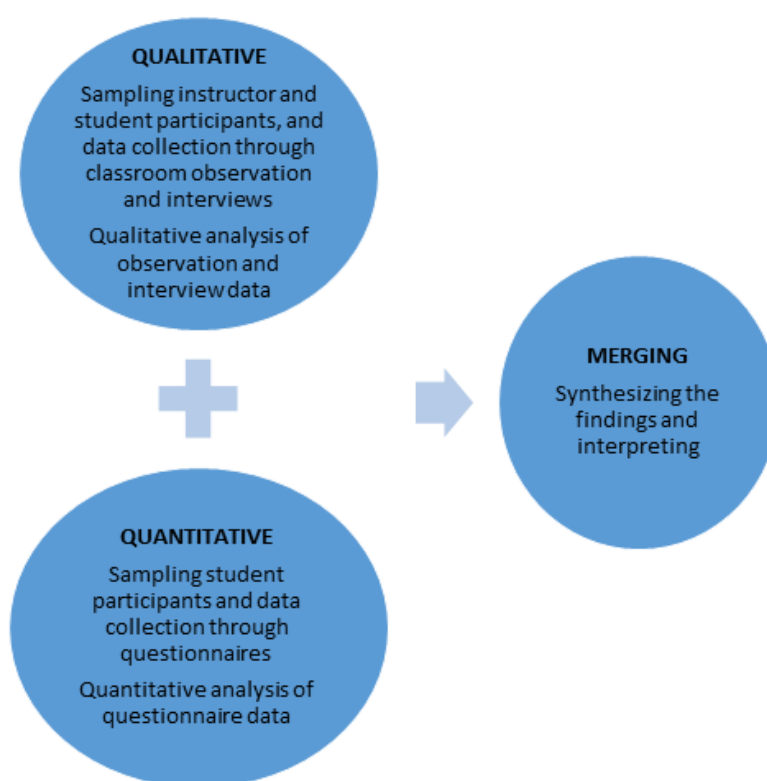 QUALITATIVE
Sampling instructor and
student participants, and
data collection through
classroom observation
and interviews
Qualitative analysis of
observation and
interview data
MERGING
Synthesizing the
findings and
interpreting
QUANTITATIVE
Sampling student
participants and data
collection through
questionnaires
Quantitative analysis of
questionnaire data